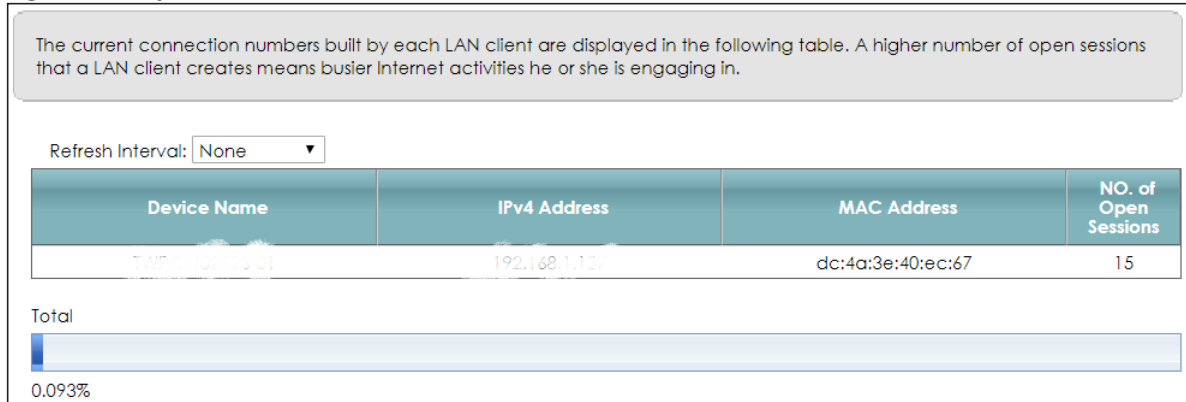 The current connection numbers built by each LAN client are displayed in the following table. A higher number of open sessions
that a LAN client creates means busier Internet activities he or she is engaging in.
Refresh Interval: None
Device Name IPv4 Address MAC Address NO. of Open Sessions
192.168.1. dc:4a:3e:40:ec:67 15
Total
0.093%